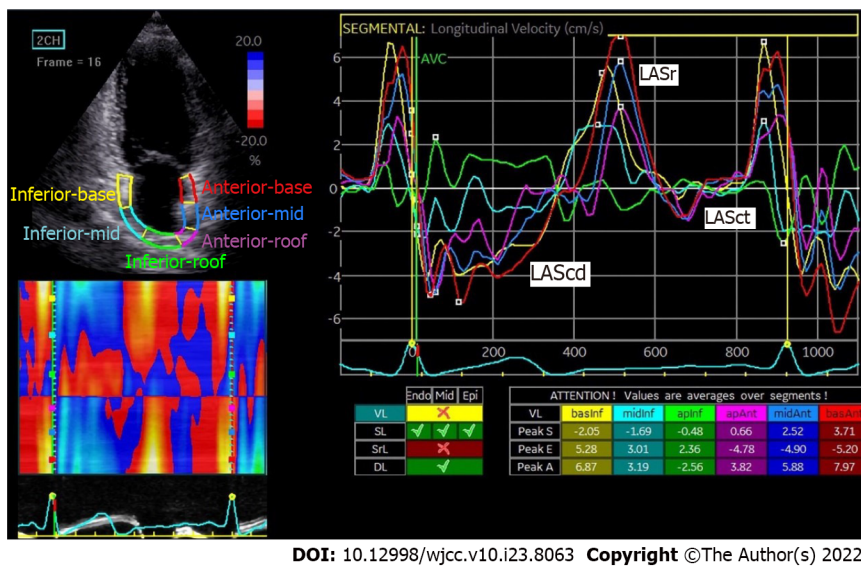 2CH
Frame = 16
20.0
-20.0
%
Inferior-base
Anterior-base
Anterior-mid
Inferior-mid
Anterior-roof
Inferior-roof
SEGMENTAL: Longitudinal Velocity (cm/s)
AVC
6
4
2
0
-2
-4
-6
LASr
LASct
LAScd
0 200 400 600 800 1000
Endo Mid Epi
VL
SL
SrL
DL
ATTENTION! Values are averages over segments!
VL basInf midInf apInf apAnt midAnt basAnt
Peak S -2.05 -1.69 -0.48 0.66 2.52 3.71
Peak E 5.28 3.01 2.36 -4.78 -4.90 -5.20
Peak A 6.87 3.19 -2.56 3.82 5.88 7.97
DOI: 10.12998/wjcc.v10.i23.8063 Copyright ©The Author(s) 2022